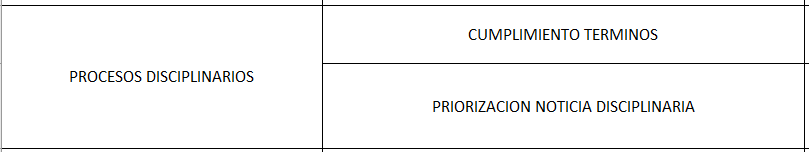 PROCESOS DISCIPLINARIOS
CUMPLIMIENTO TERMINOS
PRIORIZACION NOTICIA DISCIPLINARIA